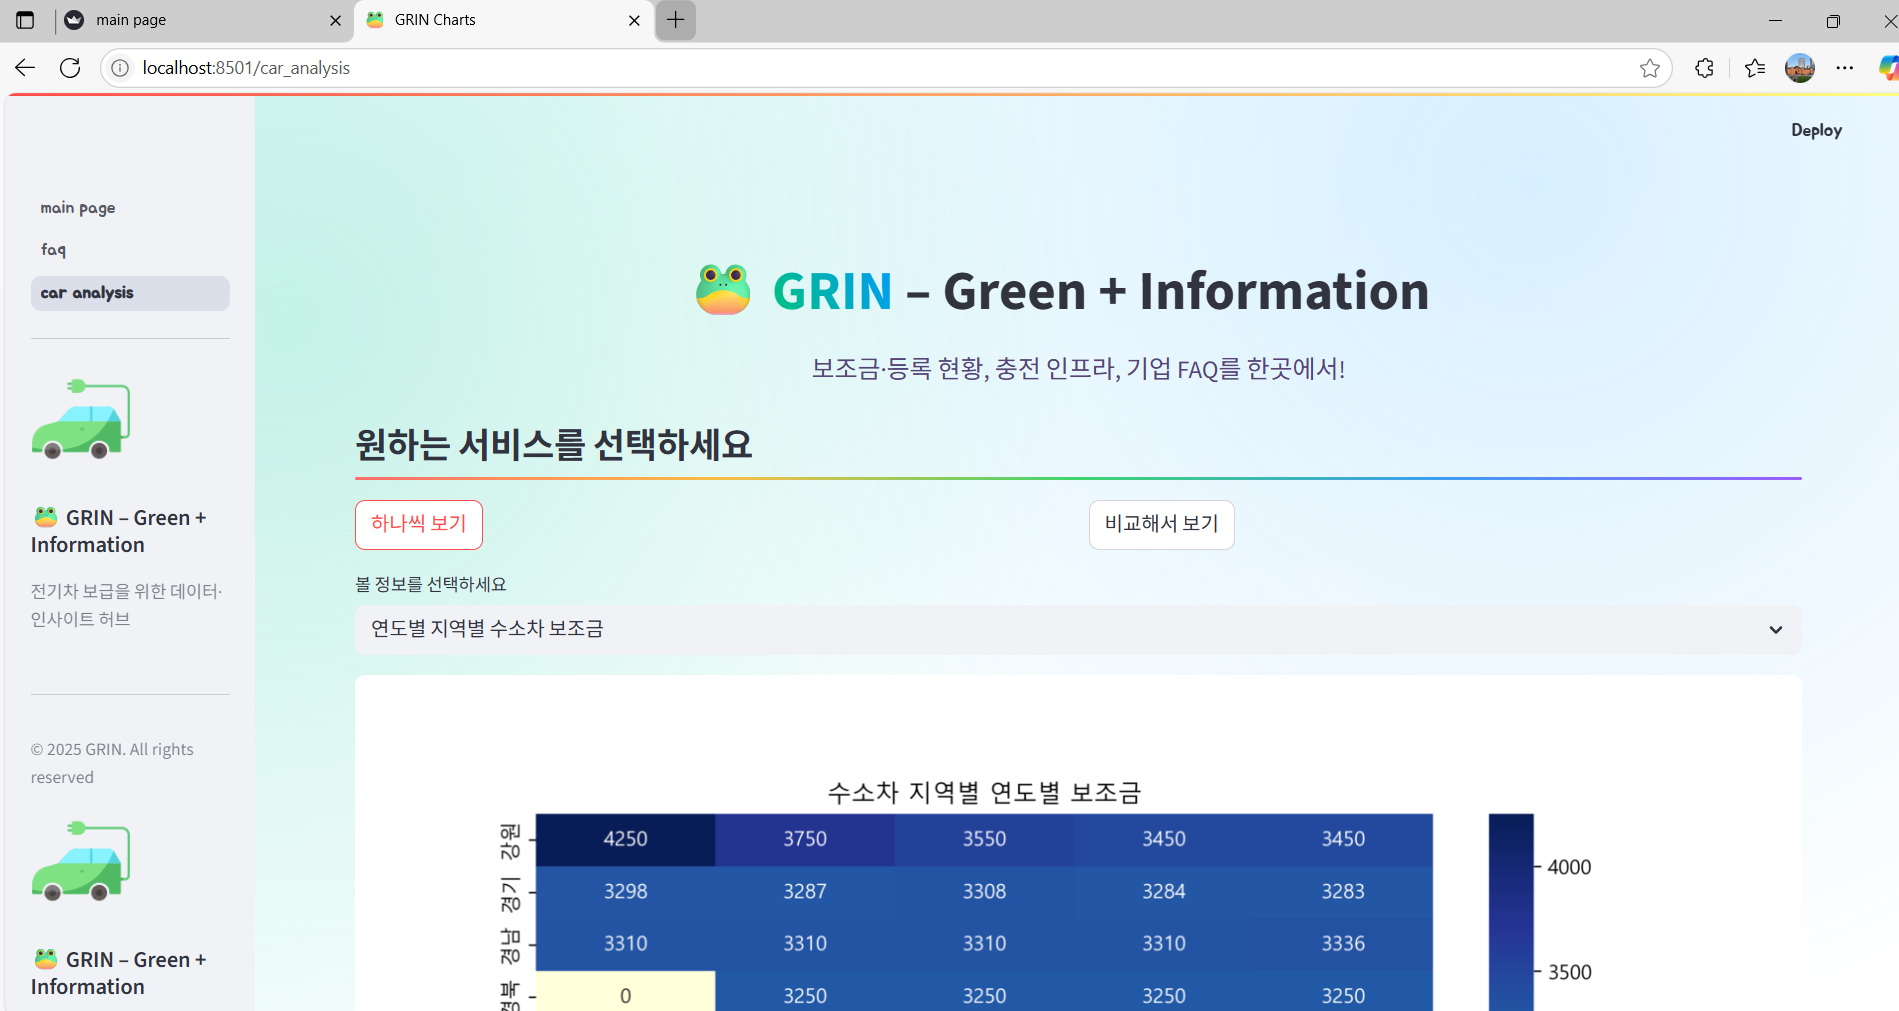 main page
GRIN Charts
localhost:8501/car_analysis
Deploy
main page
faq
car analysis
GRIN – Green +
Information
전기차 보급을 위한 데이터·
인사이트 허브
© 2025 GRIN. All rights
reserved
GRIN – Green +
Information
GRIN – Green + Information
보조금·등록 현황, 충전 인프라, 기업 FAQ를 한곳에서!
원하는 서비스를 선택하세요
하나씩 보기
비교해서 보기
볼 정보를 선택하세요
연도별 지역별 수소차 보조금
수소차 지역별 연도별 보조금
강원 4250 3750 3550 3450 3450
경기 3298 3287 3308 3284 3283
경남 3310 3310 3310 3310 3336
경북 0 3250 3250 3250 3250
4000
3500